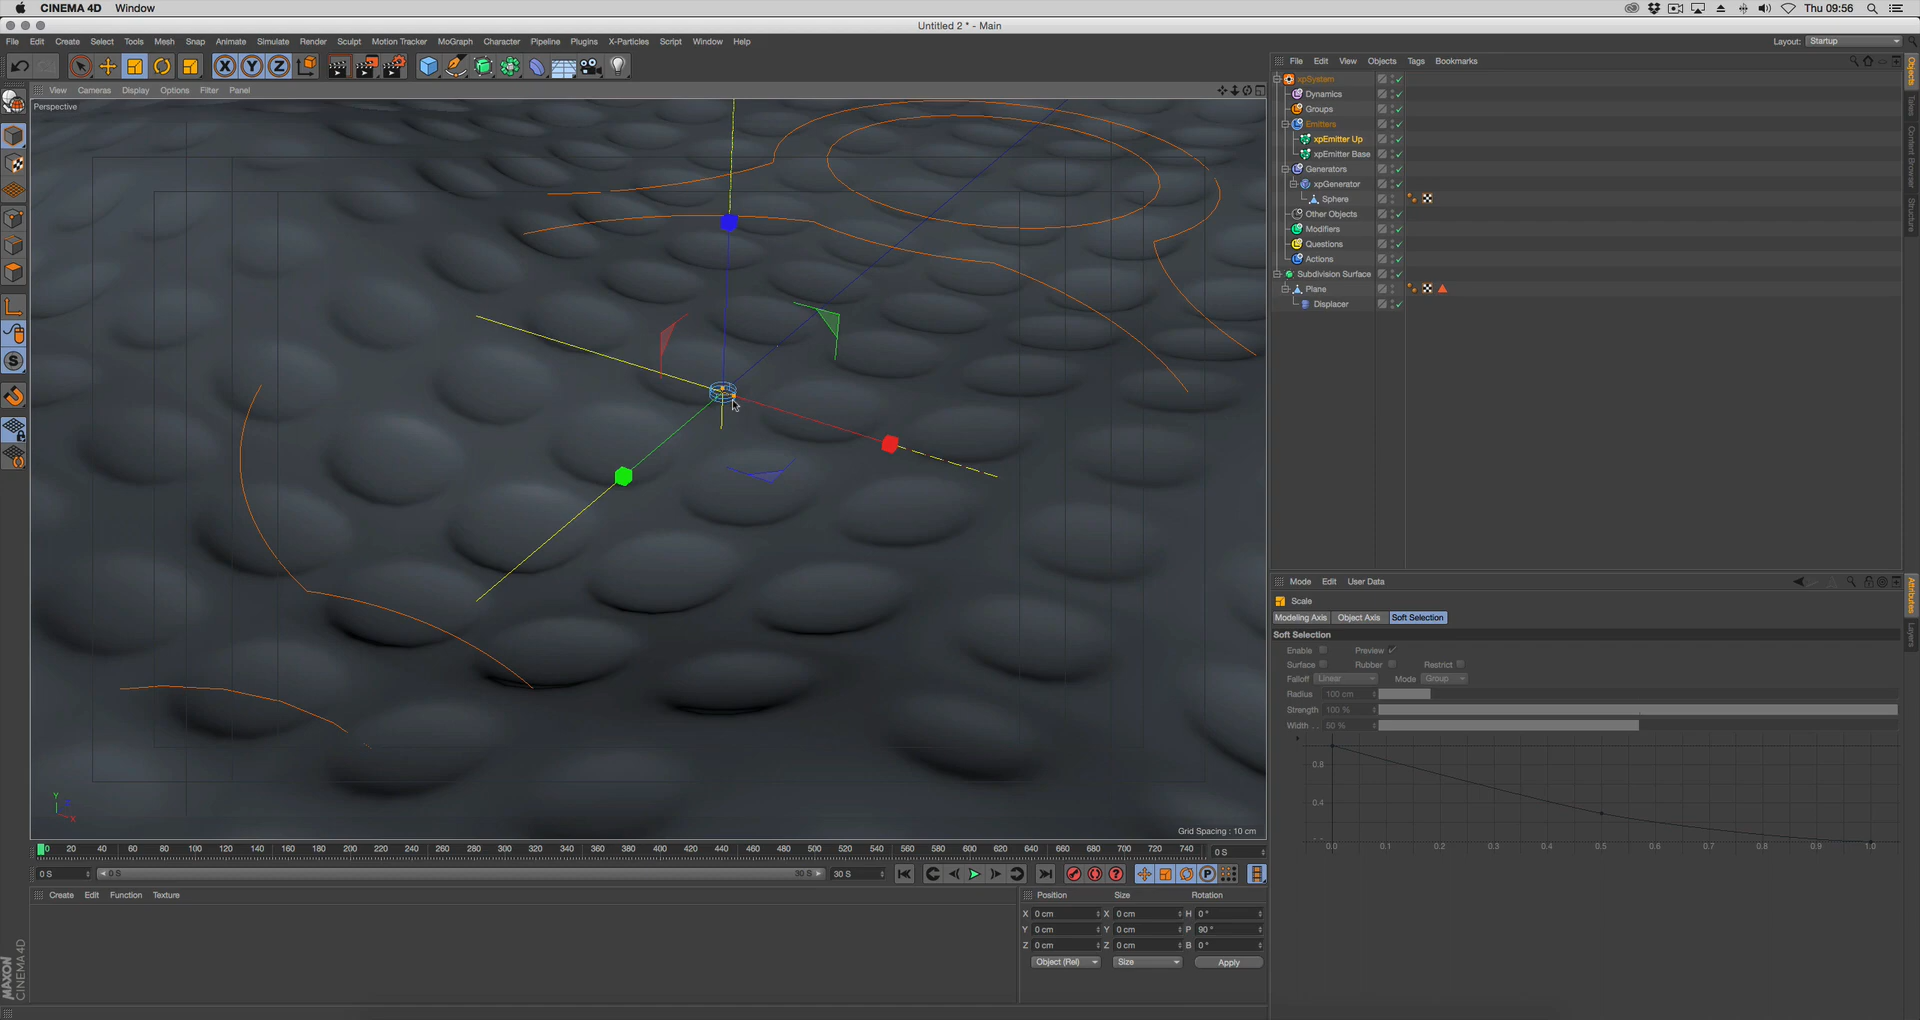 CINEMA 4D Window
Thu 09:56
Untitled 2 * - Main
File Edit Create Select Tools Mesh Snap Animate Simulate Render Sculpt Motion Tracker MoGraph Character Pipeline Plugins X-Particles Script Window Help
Layout: Startup
View Cameras Display Options Filter Panel
Perspective
File Edit View Objects Tags Bookmarks
xpSystem
Dynamics
Groups
Emitters
xpEmitter Up
xpEmitter Base
Generators
xpGenerator
Sphere
Other Objects
Modifiers
Questions
Actions
Subdivision Surface
Plane
Displacer
Objects
Takes
Content Browser
Structure
Mode Edit User Data
Scale
Modeling Axis Object Axis Soft Selection
Soft Selection
Enable Preview
Surface Rubber Restrict
Falloff Linear Mode Group
Radius 100 cm
Strength 100 %
Width . . 50 %
0.8
0.4
0.0 0.1 0.2 0.3 0.4 0.5 0.6 0.7 0.8 0.9 1.0
Attributes
Layers
Y
X
Grid Spacing : 10 cm
0 20 40 60 80 100 120 140 160 180 200 220 240 260 280 300 320 340 360 380 400 420 440 460 480 500 520 540 560 580 600 620 640 660 680 700 720 740
0 S
0 S 0 S 30 S 30 S
Create Edit Function Texture
Position Size Rotation
X 0 cm X 0 cm H 0 °
Y 0 cm Y 0 cm P 90 °
Z 0 cm Z 0 cm B 0 °
Object (Rel) Size Apply
MAXON
CINEMA 4D